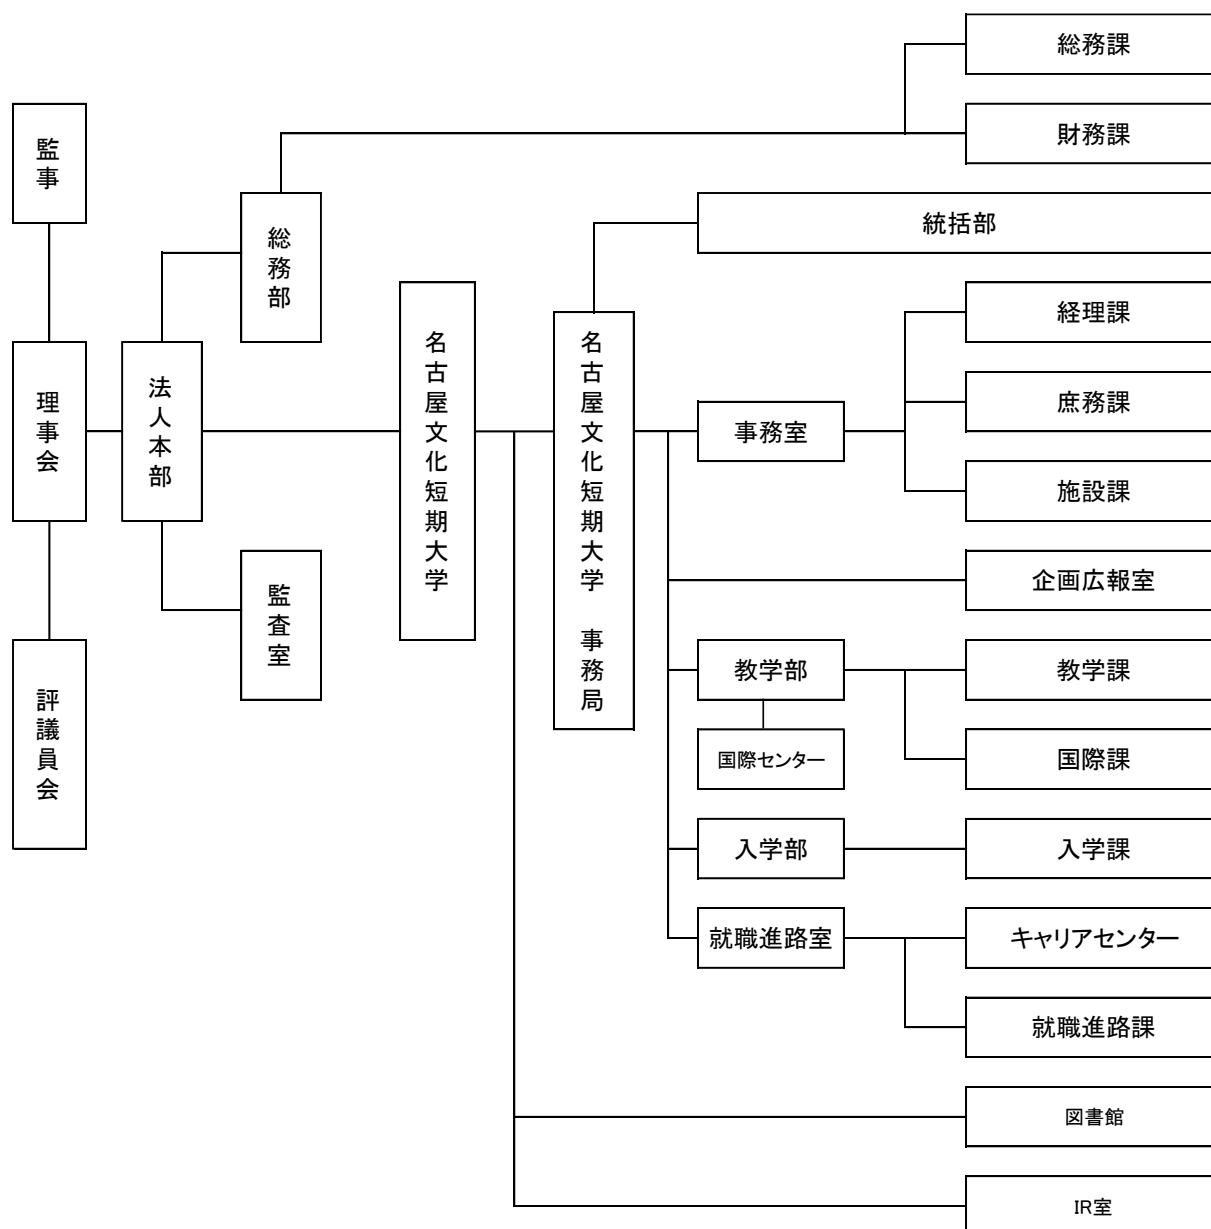 総務課
財務課
監事
総務部
統括部
経理課
庶務課
施設課
理事会
法人本部
名古屋文化短期大学
名古屋文化短期大学 事務局
事務室
監査室
企画広報室
評議員会
教学部
教学課
国際センター
国際課
入学部
入学課
就職進路室
キャリアセンター
就職進路課
図書館
IR室